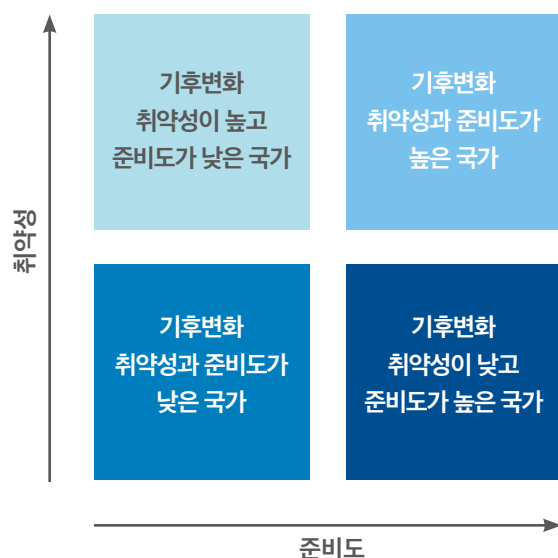 기후변화
취약성이 높고
준비도가 낮은 국가
기후변화
취약성과 준비도가
높은 국가
취약성
기후변화
취약성과 준비도가
낮은 국가
기후변화
취약성이 낮고
준비도가 높은 국가
준비도